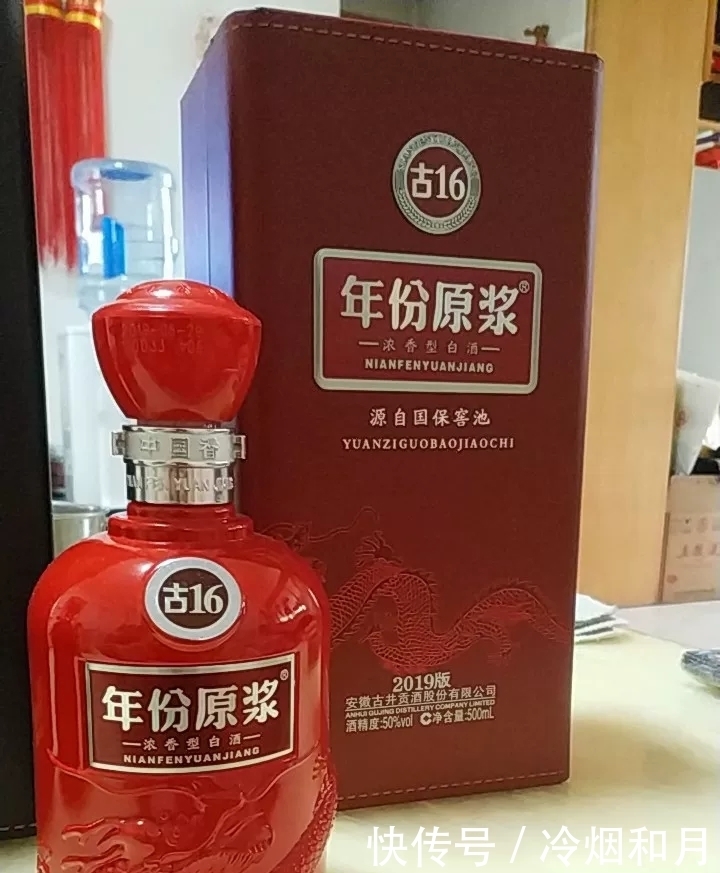 古16
年份原浆®
浓香型白酒
NIANFENYUANJIANG
源自国保窖池
YUANZIGUOBAOJIAOCHI
2019版
安徽古井贡酒股份有限公司
ANHUI GUJING DISTILLERY COMPANY LIMITED
酒精度:50%vol 净含量:500mL
中国香
古16
年份原浆®
浓香型白酒
NIANFENYUANJIANG
快传号 / 冷烟和月